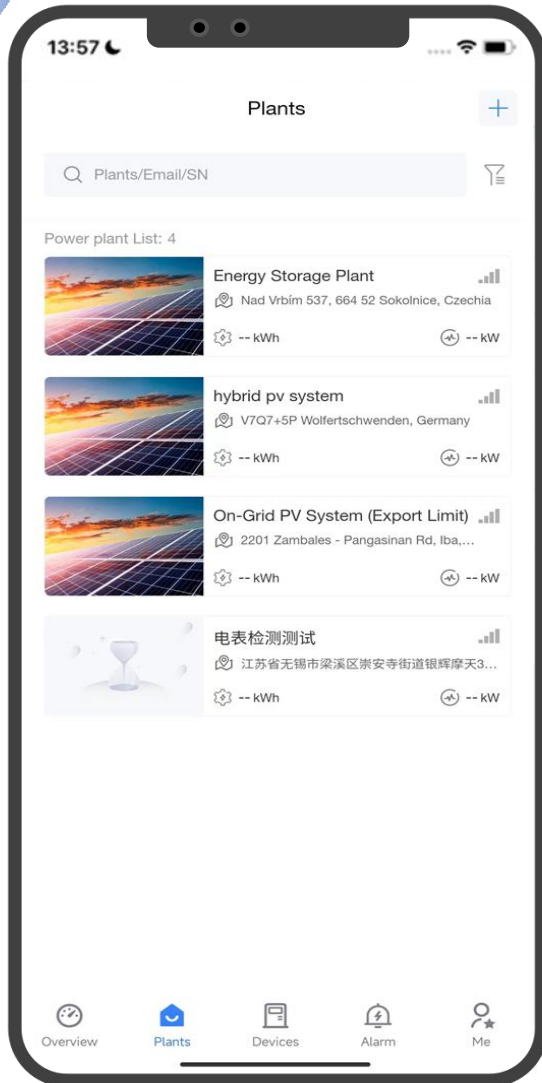 13:57
Plants
Plants/Email/SN
Power plant List: 4
Energy Storage Plant
Nad Vrbím 537, 664 52 Sokolnice, Czechia
-- kWh -- kW
hybrid pv system
V7Q7+5P Wolfertschwenden, Germany
-- kWh -- kW
On-Grid PV System (Export Limit)
2201 Zambales - Pangasinan Rd, Iba,...
-- kWh -- kW
电表检测测试
江苏省无锡市梁溪区崇安寺街道银辉摩天3...
-- kWh -- kW
Overview Plants Devices Alarm Me